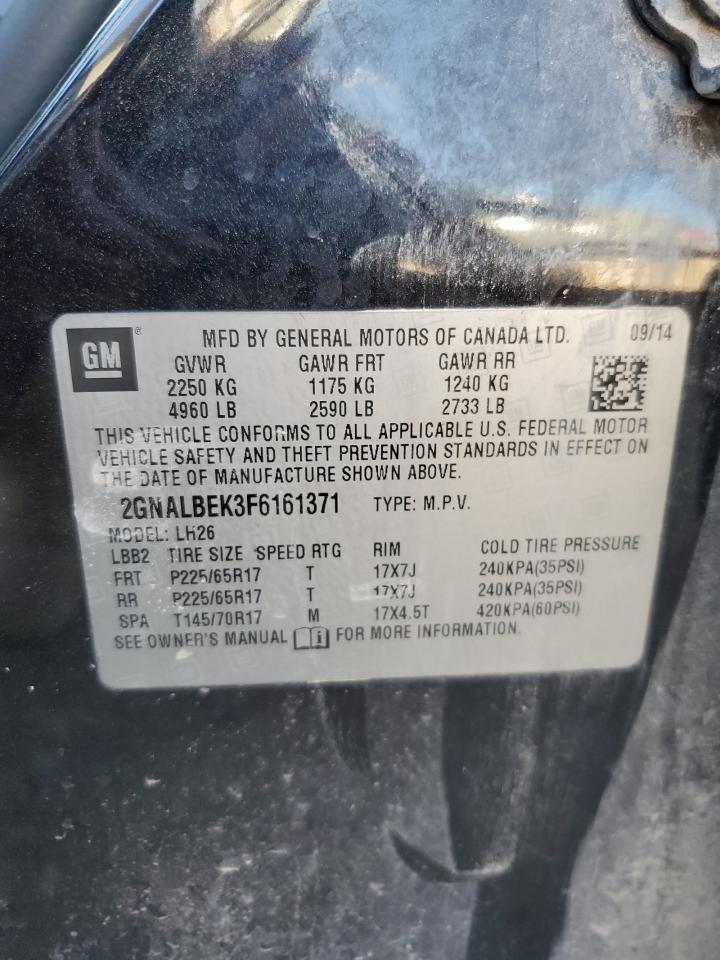 GM ® MFD BY GENERAL MOTORS OF CANADA LTD. 09/14
GVWR GAWR FRT GAWR RR
2250 KG 1175 KG 1240 KG
4960 LB 2590 LB 2733 LB
THIS VEHICLE CONFORMS TO ALL APPLICABLE U.S. FEDERAL MOTOR
VEHICLE SAFETY AND THEFT PREVENTION STANDARDS IN EFFECT ON
THE DATE OF MANUFACTURE SHOWN ABOVE.
2GNALBEK3F6161371 TYPE: M.P.V.
MODEL: LH26
LBB2 TIRE SIZE SPEED RTG RIM COLD TIRE PRESSURE
FRT P225/65R17 T 17X7J 240KPA(35PSI)
RR P225/65R17 T 17X7J 240KPA(35PSI)
SPA T145/70R17 M 17X4.5T 420KPA(60PSI)
SEE OWNER'S MANUAL FOR MORE INFORMATION.